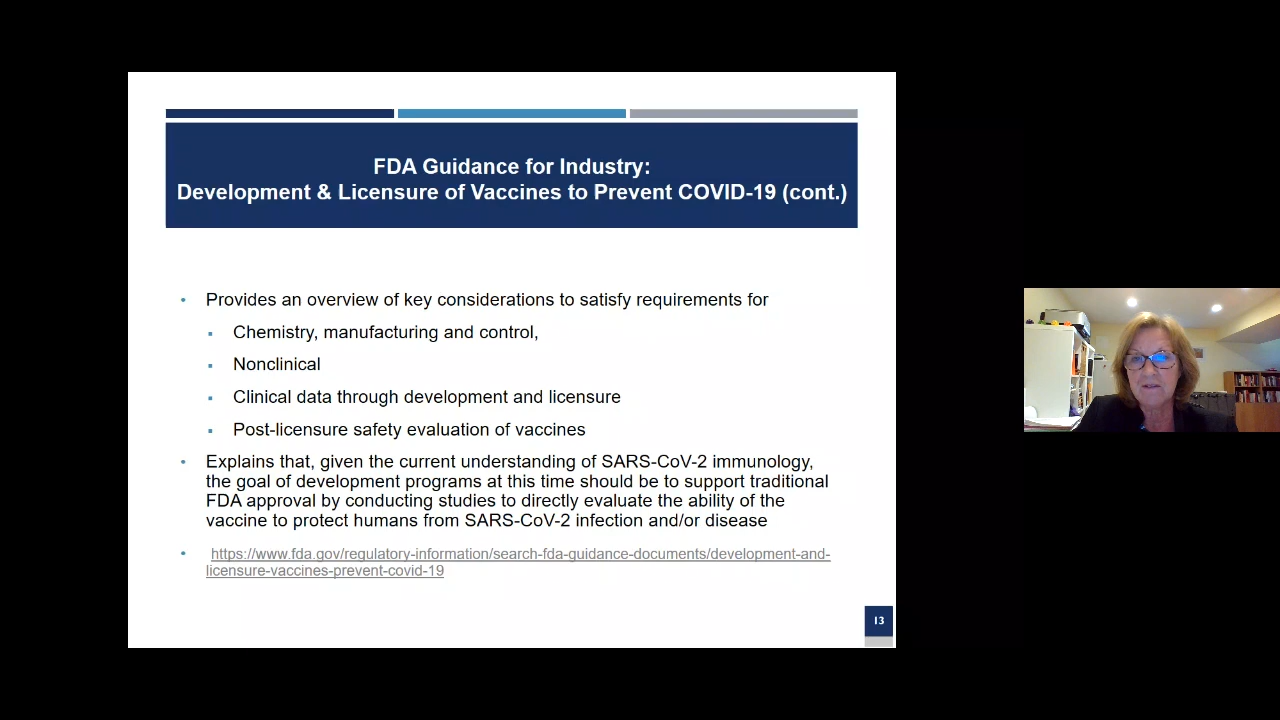 FDA Guidance for Industry:
Development & Licensure of Vaccines to Prevent COVID-19 (cont.)
• Provides an overview of key considerations to satisfy requirements for
▪ Chemistry, manufacturing and control,
▪ Nonclinical
▪ Clinical data through development and licensure
▪ Post-licensure safety evaluation of vaccines
• Explains that, given the current understanding of SARS-CoV-2 immunology,
the goal of development programs at this time should be to support traditional
FDA approval by conducting studies to directly evaluate the ability of the
vaccine to protect humans from SARS-CoV-2 infection and/or disease
• https://www.fda.gov/regulatory-information/search-fda-guidance-documents/development-and-
licensure-vaccines-prevent-covid-19
13